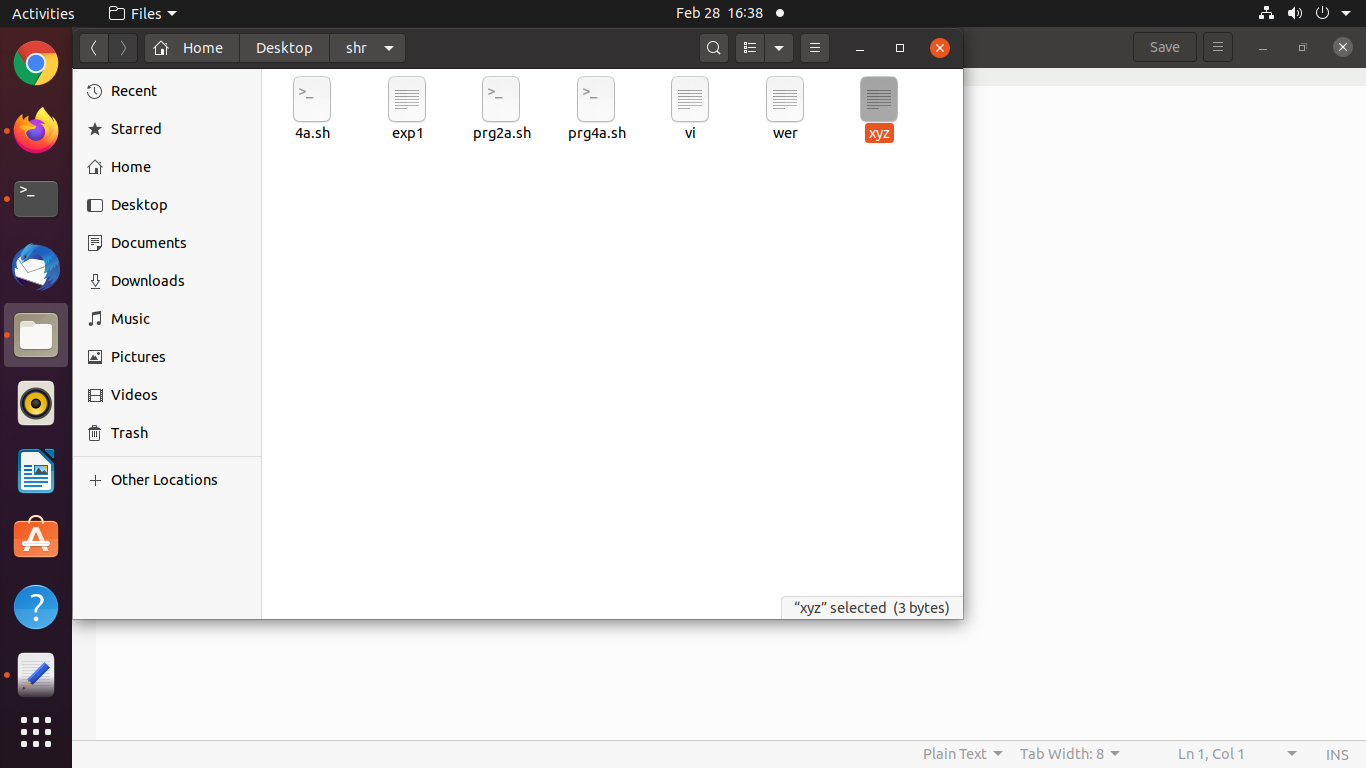 Activities Files Feb 28 16:38
Home Desktop shr Save
Recent
Starred
Home
Desktop
Documents
Downloads
Music
Pictures
Videos
Trash
Other Locations
>_ >_ >_
4a.sh exp1 prg2a.sh prg4a.sh vi wer xyz
>_
“xyz” selected (3 bytes)
Plain Text Tab Width: 8 Ln 1, Col 1 INS